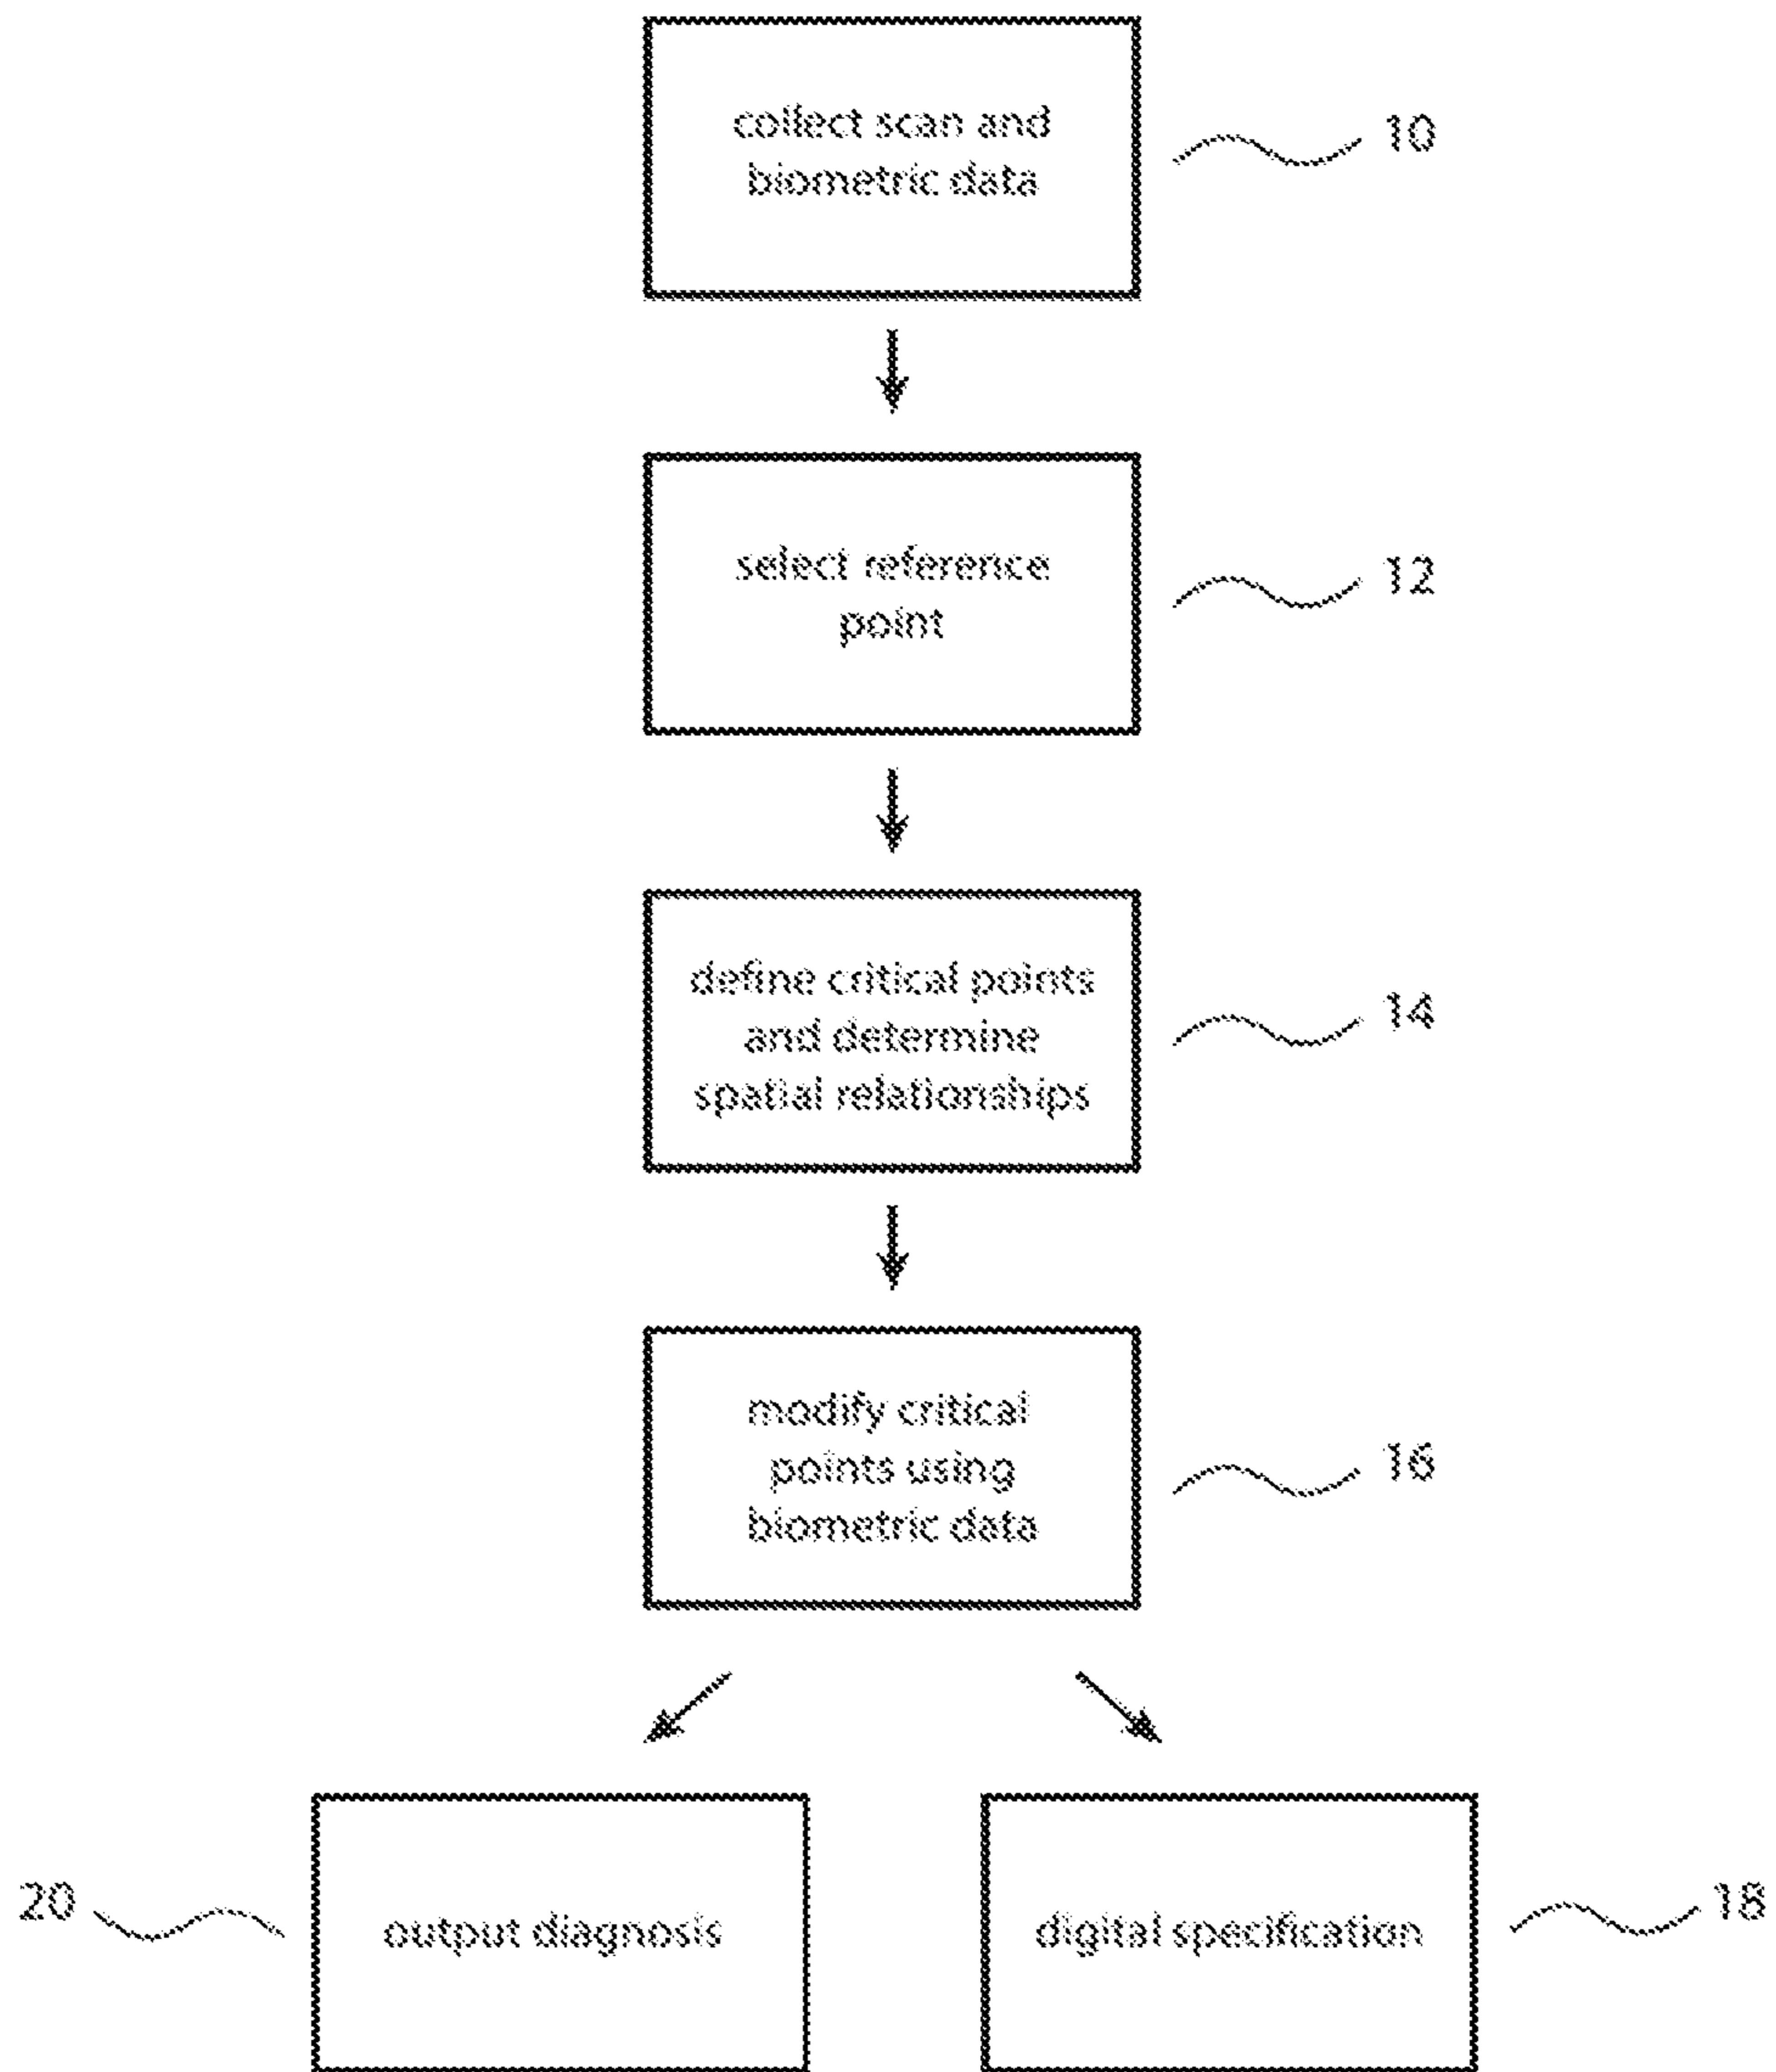 collect scan and
biometric data
10
select reference
point
12
define critical points
and determine
spatial relationships
14
modify critical
points using
biometric data
16
20
output diagnosis
digital specification
18